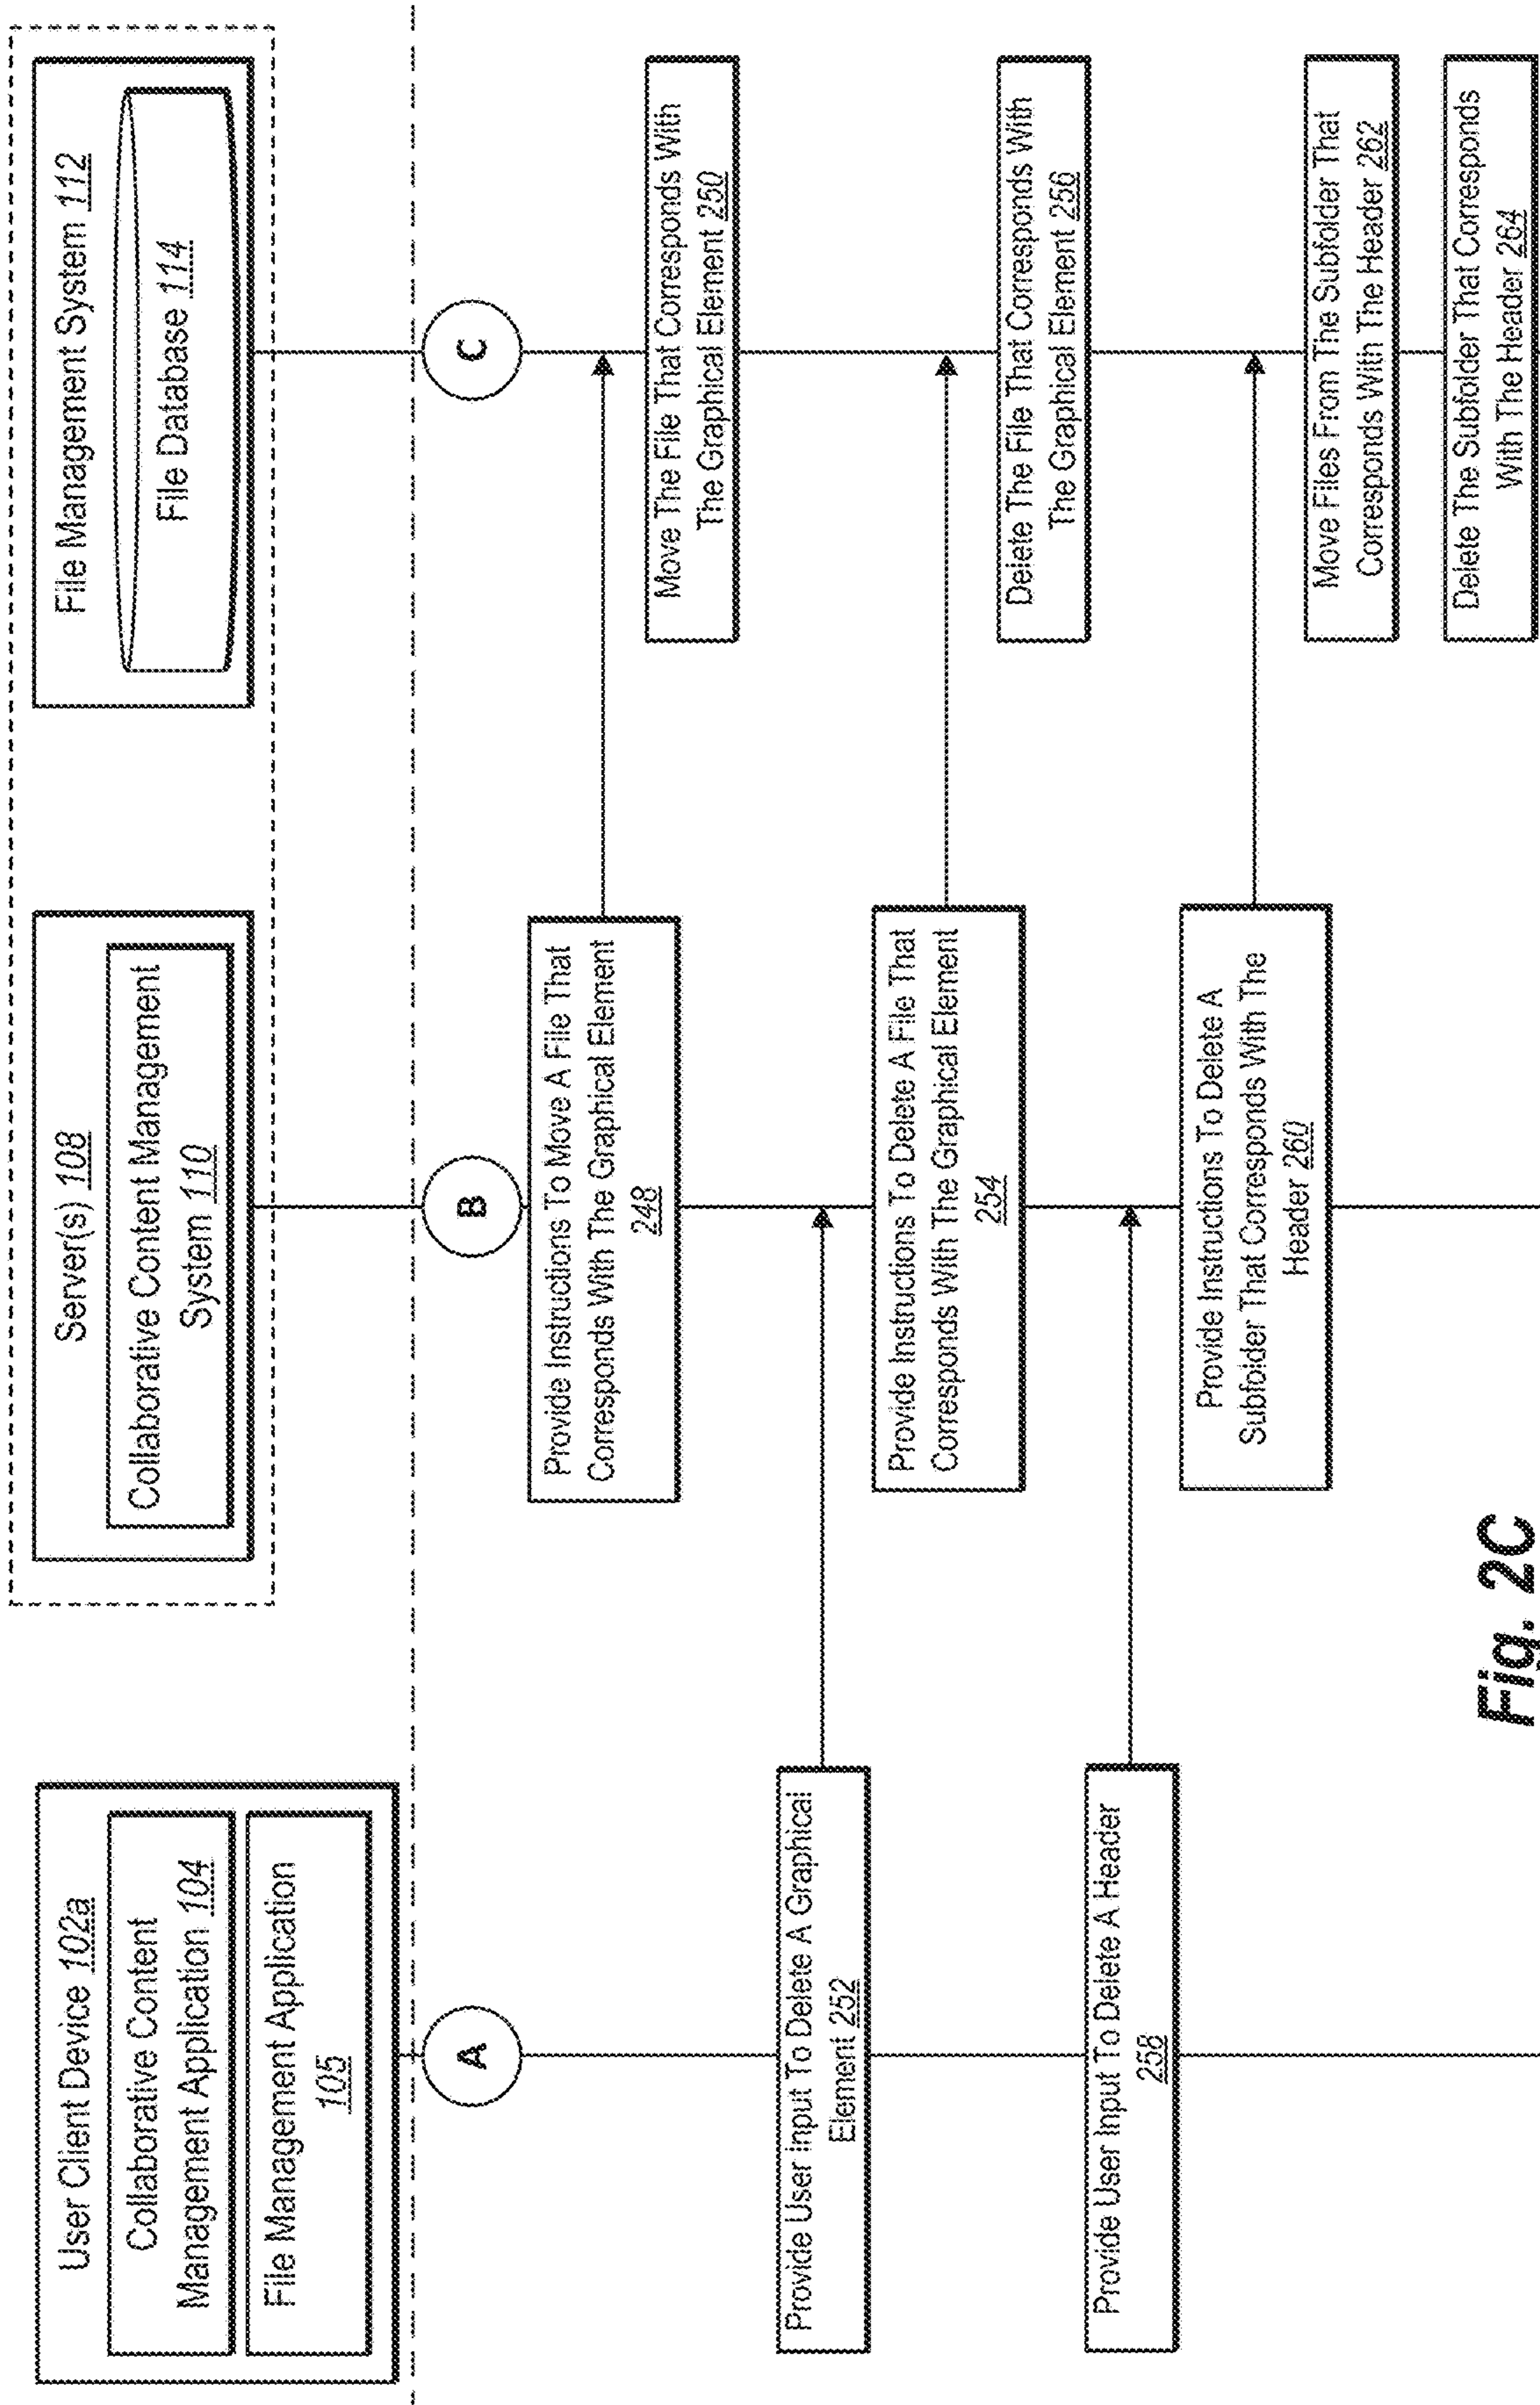 User Client Device 102a
Collaborative Content
Management Application 104
File Management Application
105
Server(s) 108
Collaborative Content Management
System 110
File Management System 112
File Database 114
A
B
C
Provide Instructions To Move A File That
Corresponds With The Graphical Element
248
Move The File That Corresponds With
The Graphical Element 250
Provide User Input To Delete A Graphical
Element 252
Provide Instructions To Delete A File That
Corresponds With The Graphical Element
254
Delete The File That Corresponds With
The Graphical Element 256
Provide User Input To Delete A Header
258
Provide Instructions To Delete A
Subfolder That Corresponds With The
Header 260
Move Files From The Subfolder That
Corresponds With The Header 262
Delete The Subfolder That Corresponds
With The Header 264
Fig. 2C